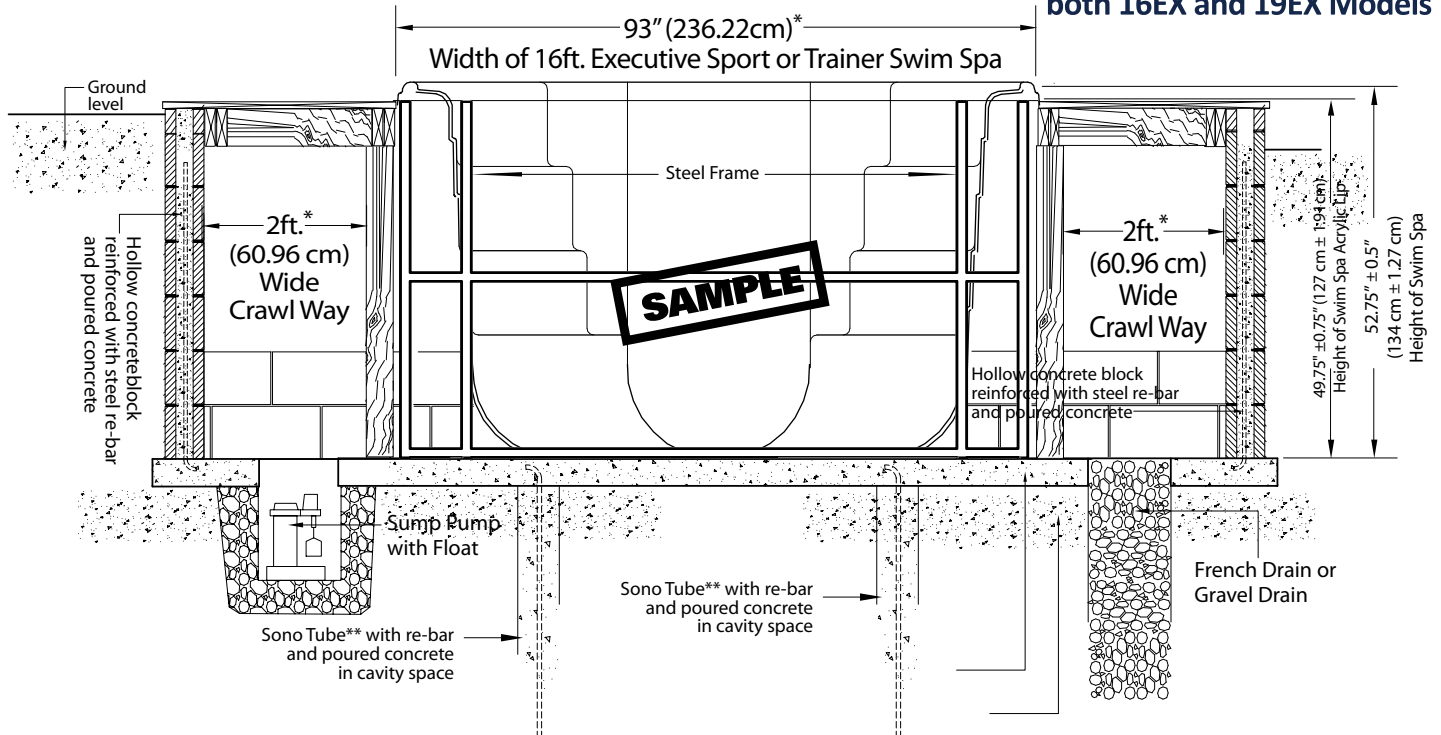 both 16EX and 19EX Models
93" (236.22cm)*
Width of 16ft. Executive Sport or Trainer Swim Spa
Ground
level
Steel Frame
2ft.*
(60.96 cm)
Wide
Crawl Way
Hollow concreteblock
reinforced with steel re-bar
and poured concrete
SAMPLE
2ft.*
(60.96 cm)
Wide
Crawl Way
Hollow concrete block
reinforced with steel re-bar
and poured concrete
49.75" ±0.75" (127 cm ± 1.91 cm)
Height of Swim Spa Acrylic Lip
52.75" ± 0.5"
(134 cm ± 1.27 cm)
Height of Swim Spa
Sump Pump
with Float
Sono Tube** with re-bar
and poured concrete
in cavity space
Sono Tube** with re-bar
and poured concrete
in cavity space
French Drain or
Gravel Drain